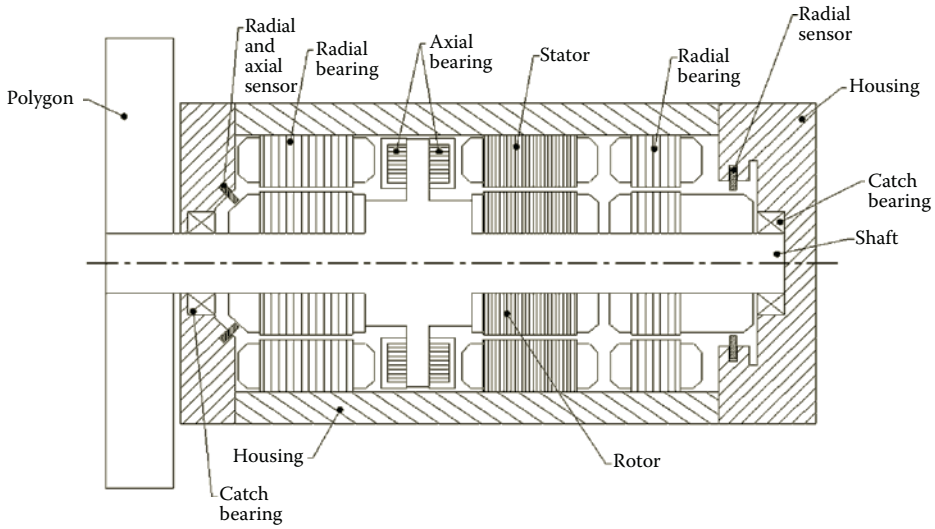 Radial
and
axial
sensor
Radial
bearing
Axial
bearing
Stator
Radial
bearing
Radial
sensor
Housing
Polygon
Catch
bearing
Shaft
Housing
Rotor
Catch
bearing